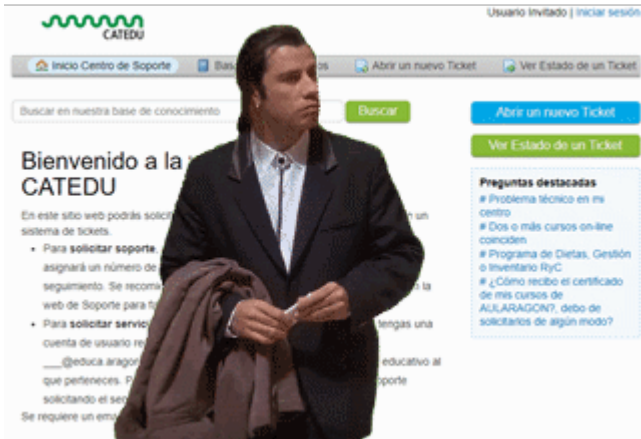 Usuario Invitado | Iniciar sesión
CATEDU
Inicio Centro de Soporte
Abrir un nuevo Ticket
Ver Estado de un Ticket
Buscar en nuestra base de conocimiento
Buscar
Abrir un nuevo Ticket
Ver Estado de un Ticket
Bienvenido a la
CATEDU
En este sitio web podrás solicit
un
sistema de tickets.
Para solicitar soporte,
asignará un número de
seguimiento. Se recomi
la
web de Soporte para fu
Para solicitar servic
tengas una
cuenta de usuario re
___@educa.aragon
educativo al
que perteneces. P
oporte
solicitando el ser
Se requiere un ema
Preguntas destacadas
# Problema técnico en mi
centro
# Dos o más cursos on-line
coinciden
# Programa de Dietas, Gestión
o Inventario RyC
# ¿Cómo recibo el certificado
de mis cursos de
AULARAGON?, debo de
solicitarlos de algún modo?